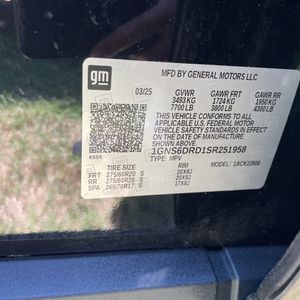 gm
MFD BY GENERAL MOTORS LLC
03/25 GVWR GAWR FRT GAWR RR
3493 KG 1724 KG 1950 KG
7700 LB 3800 LB 4300 LB
THIS VEHICLE CONFORMS TO ALL
APPLICABLE U.S. FEDERAL MOTOR
VEHICLE SAFETY STANDARDS IN
EFFECT ON THE DATE OF
MANUFACTURE SHOWN ABOVE.
1GNS6DRD1SR251958
TYPE: MPV MODEL:
TIRE SIZE RIM
FRT 275/60R20 S 20X9J
RR 275/60R20 S 20X9J
SPA 265/70R17 S 17X8J